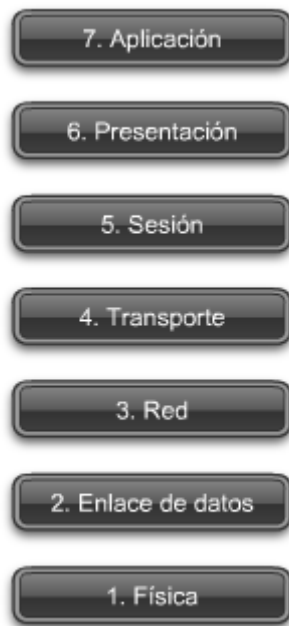 7. Aplicación
6. Presentación
5. Sesión
4. Transporte
3. Red
2. Enlace de datos
1. Física